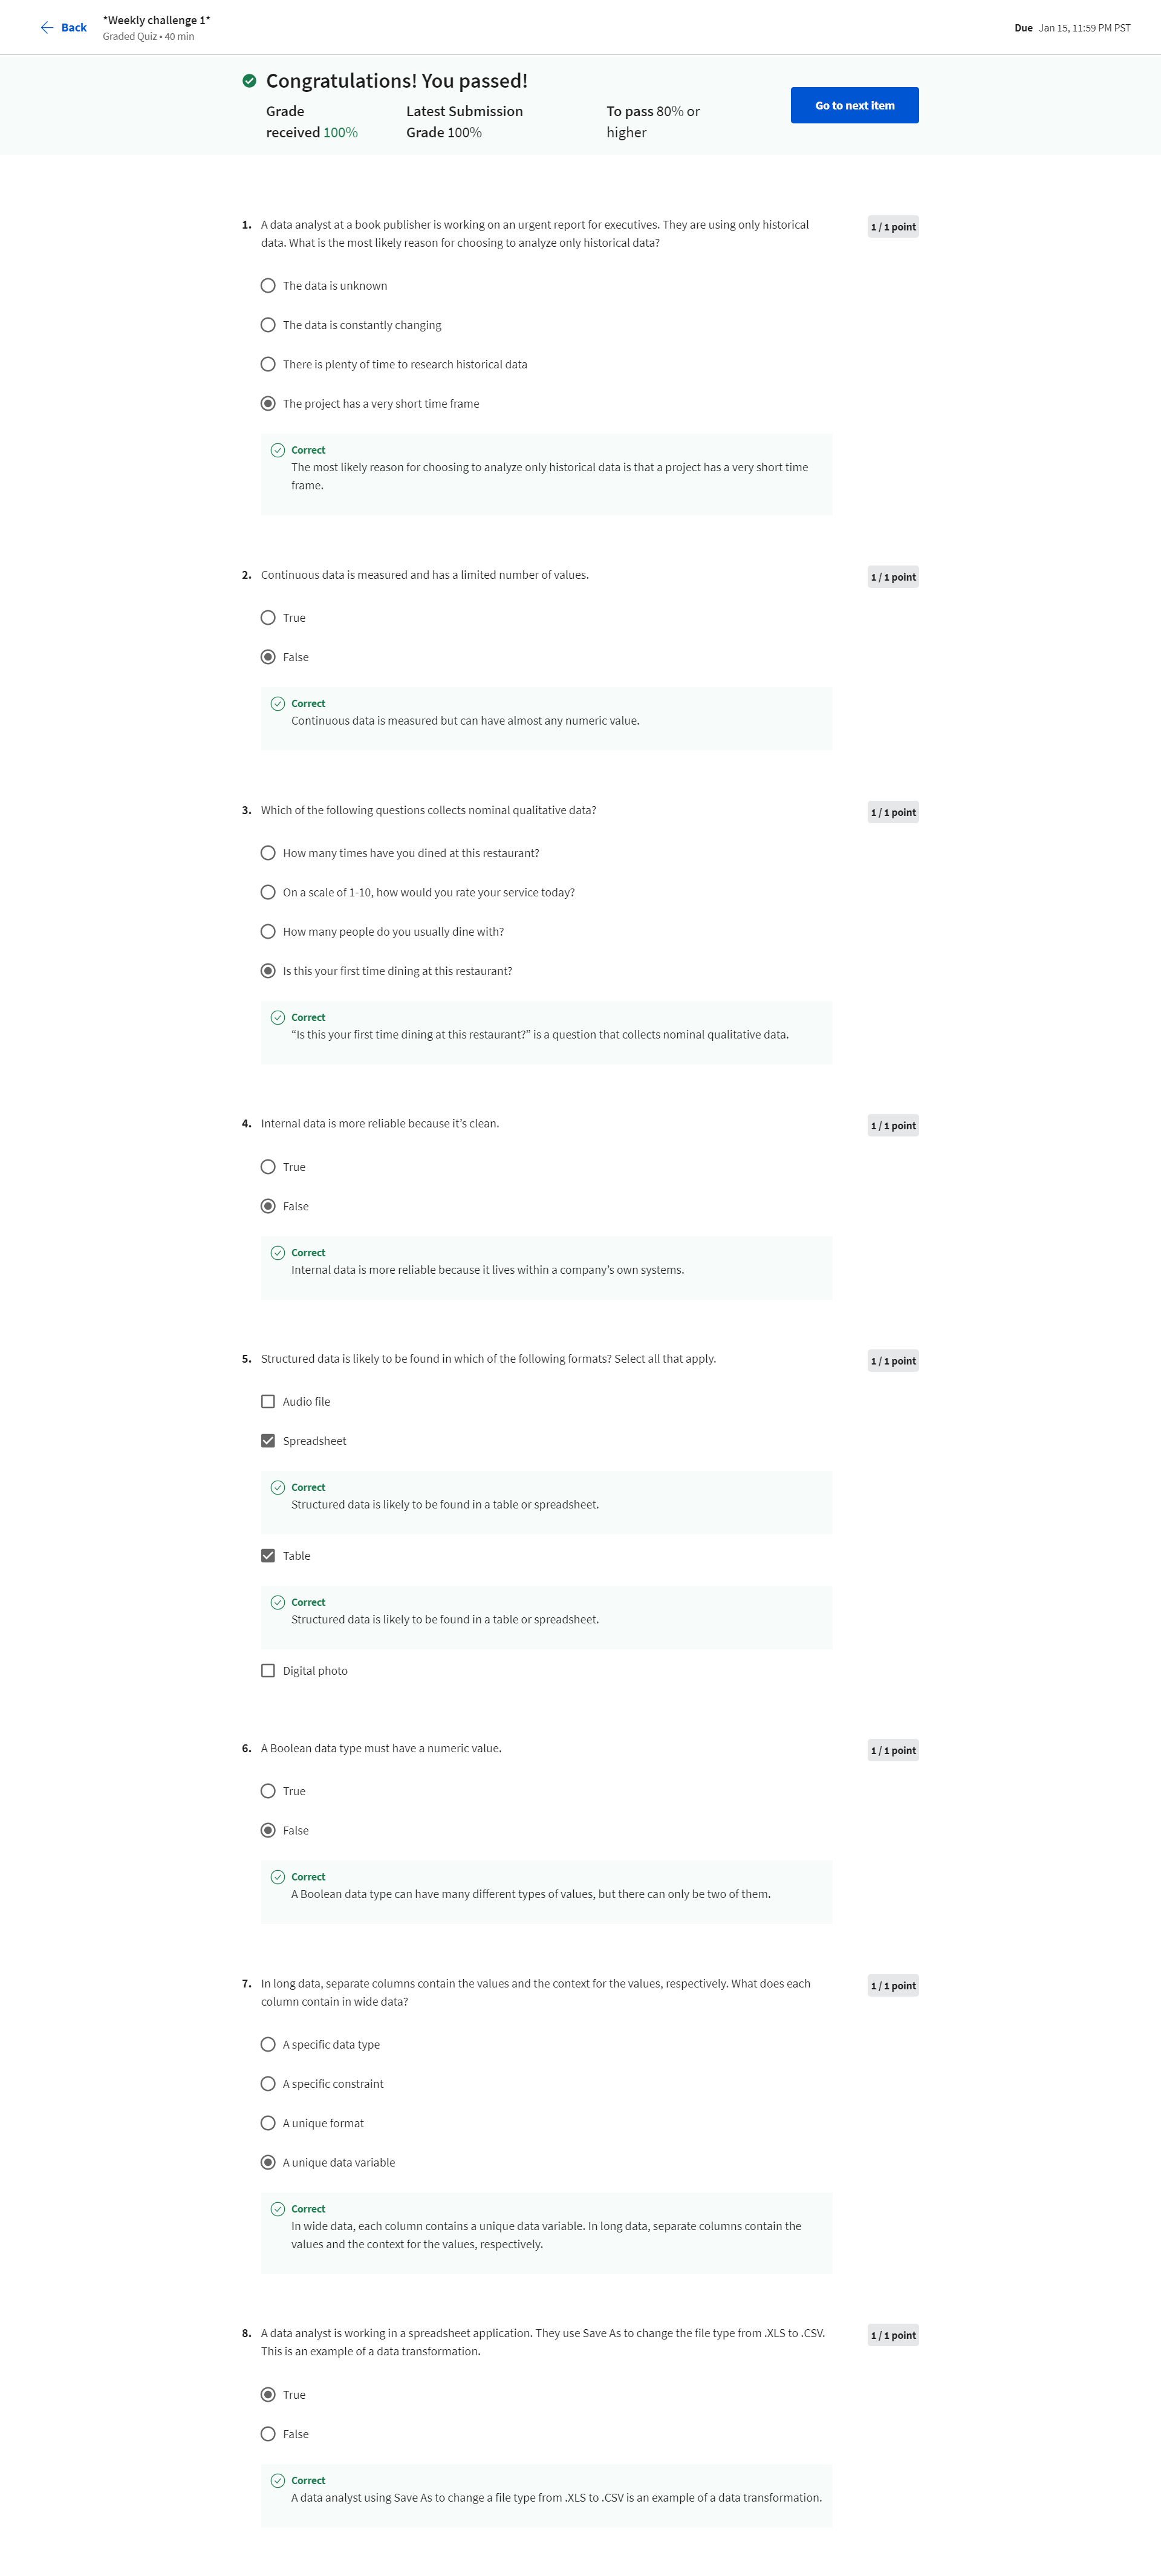 Back
*Weekly challenge 1*
Graded Quiz • 40 min
Due Jan 15, 11:59 PM PST
Congratulations! You passed!
Grade
received 100%
Latest Submission
Grade 100%
To pass 80% or
higher
Go to next item
1. A data analyst at a book publisher is working on an urgent report for executives. They are using only historical
data. What is the most likely reason for choosing to analyze only historical data?
1 / 1 point
The data is unknown
The data is constantly changing
There is plenty of time to research historical data
The project has a very short time frame
Correct
The most likely reason for choosing to analyze only historical data is that a project has a very short time
frame.
2. Continuous data is measured and has a limited number of values.
1 / 1 point
True
False
Correct
Continuous data is measured but can have almost any numeric value.
3. Which of the following questions collects nominal qualitative data?
1 / 1 point
How many times have you dined at this restaurant?
On a scale of 1-10, how would you rate your service today?
How many people do you usually dine with?
Is this your first time dining at this restaurant?
Correct
“Is this your first time dining at this restaurant?” is a question that collects nominal qualitative data.
4. Internal data is more reliable because it’s clean.
1 / 1 point
True
False
Correct
Internal data is more reliable because it lives within a company’s own systems.
5. Structured data is likely to be found in which of the following formats? Select all that apply.
1 / 1 point
Audio file
Spreadsheet
Correct
Structured data is likely to be found in a table or spreadsheet.
Table
Correct
Structured data is likely to be found in a table or spreadsheet.
Digital photo
6. A Boolean data type must have a numeric value.
1 / 1 point
True
False
Correct
A Boolean data type can have many different types of values, but there can only be two of them.
7. In long data, separate columns contain the values and the context for the values, respectively. What does each
column contain in wide data?
1 / 1 point
A specific data type
A specific constraint
A unique format
A unique data variable
Correct
In wide data, each column contains a unique data variable. In long data, separate columns contain the
values and the context for the values, respectively.
8. A data analyst is working in a spreadsheet application. They use Save As to change the file type from .XLS to .CSV.
This is an example of a data transformation.
1 / 1 point
True
False
Correct
A data analyst using Save As to change a file type from .XLS to .CSV is an example of a data transformation.